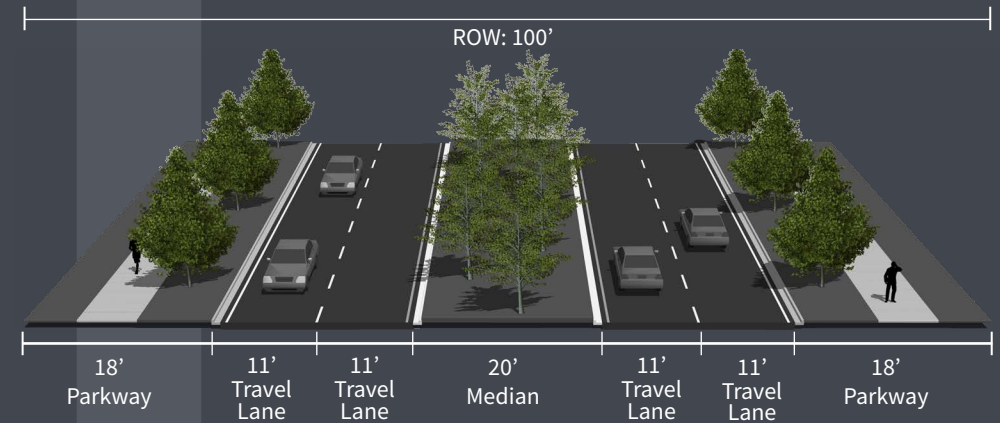 ROW: 100’
18’
Parkway
11’
Travel
Lane
11’
Travel
Lane
20’
Median
11’
Travel
Lane
11’
Travel
Lane
18’
Parkway